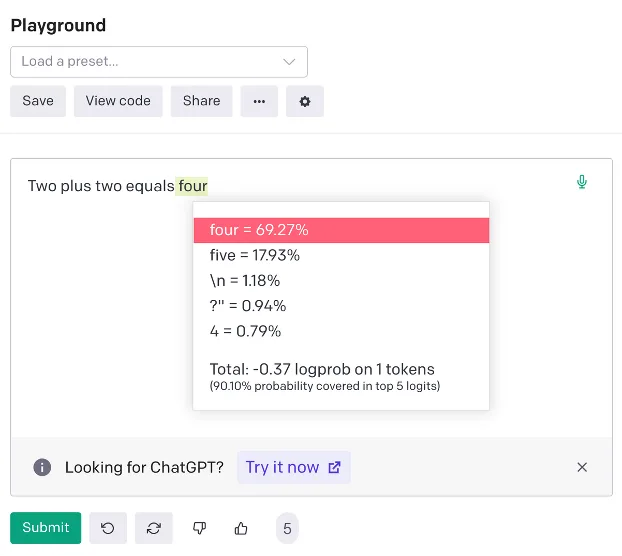 Playground
Load a preset...
Save View code Share ...
Two plus two equals four
four = 69.27%
five = 17.93%
\n = 1.18%
?" = 0.94%
4 = 0.79%
Total: -0.37 logprob on 1 tokens
(90.10% probability covered in top 5 logits)
Looking for ChatGPT? Try it now
Submit 5